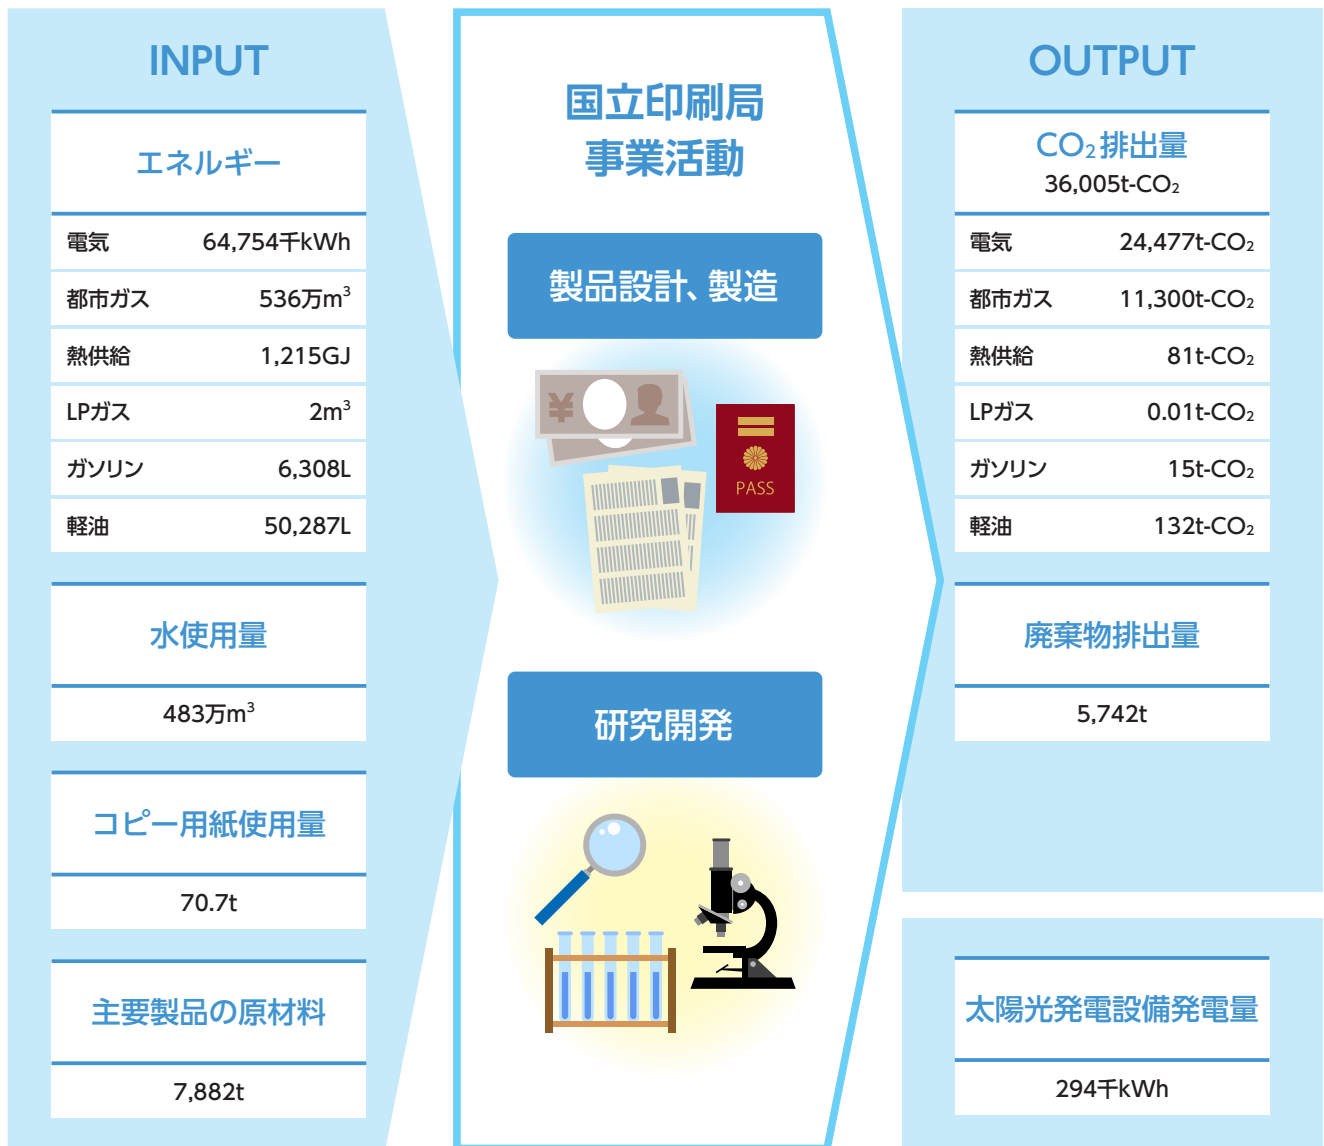 INPUT
エネルギー
電気 64,754千kWh
都市ガス 536万m³
熱供給 1,215GJ
LPガス 2m³
ガソリン 6,308L
軽油 50,287L
水使用量
483万m³
コピー用紙使用量
70.7t
主要製品の原材料
7,882t
国立印刷局
事業活動
製品設計、製造
¥
PASS
研究開発
OUTPUT
CO₂排出量
36,005t-CO₂
電気 24,477t-CO₂
都市ガス 11,300t-CO₂
熱供給 81t-CO₂
LPガス 0.01t-CO₂
ガソリン 15t-CO₂
軽油 132t-CO₂
廃棄物排出量
5,742t
太陽光発電設備発電量
294千kWh